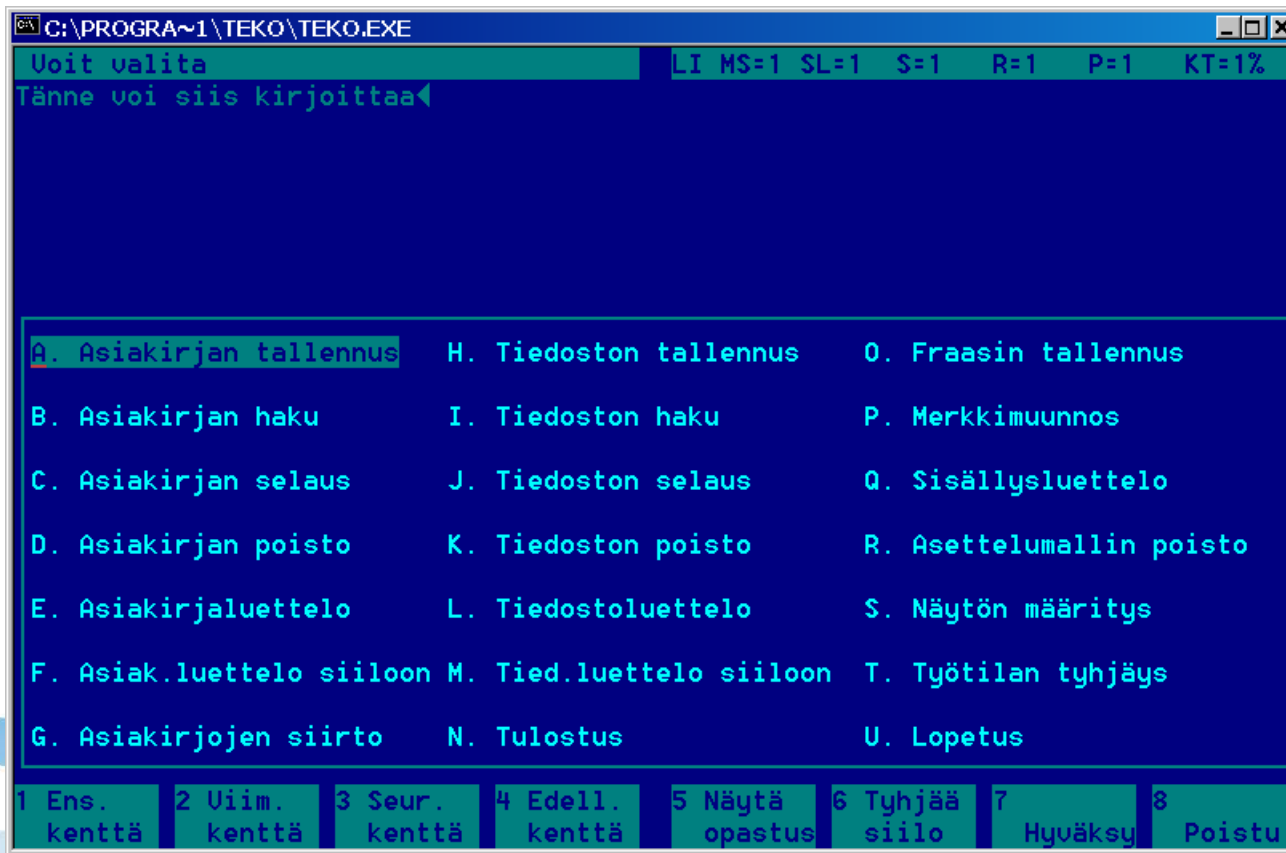 C:\PROGRA~1\TEKO\TEKO.EXE
Voit valita LI MS=1 SL=1 S=1 R=1 P=1 KT=1%
Tänne voi siis kirjoittaa
A. Asiakirjan tallennus H. Tiedoston tallennus O. Fraasin tallennus
B. Asiakirjan haku I. Tiedoston haku P. Merkkimuunnos
C. Asiakirjan selaus J. Tiedoston selaus Q. Sisällysluettelo
D. Asiakirjan poisto K. Tiedoston poisto R. Asettelumallin poisto
E. Asiakirjaluettelo L. Tiedostoluettelo S. Näytön määritys
F. Asiak.luettelo siiloon M. Tied.luettelo siiloon T. Työtilan tyhjäys
G. Asiakirjojen siirto N. Tulostus U. Lopetus
1 Ens. 2 Viim. 3 Seur. 4 Edell. 5 Näytä 6 Tyhjää 7 8
kenttä kenttä kenttä kenttä opastus siilo Hyväksy Poistu